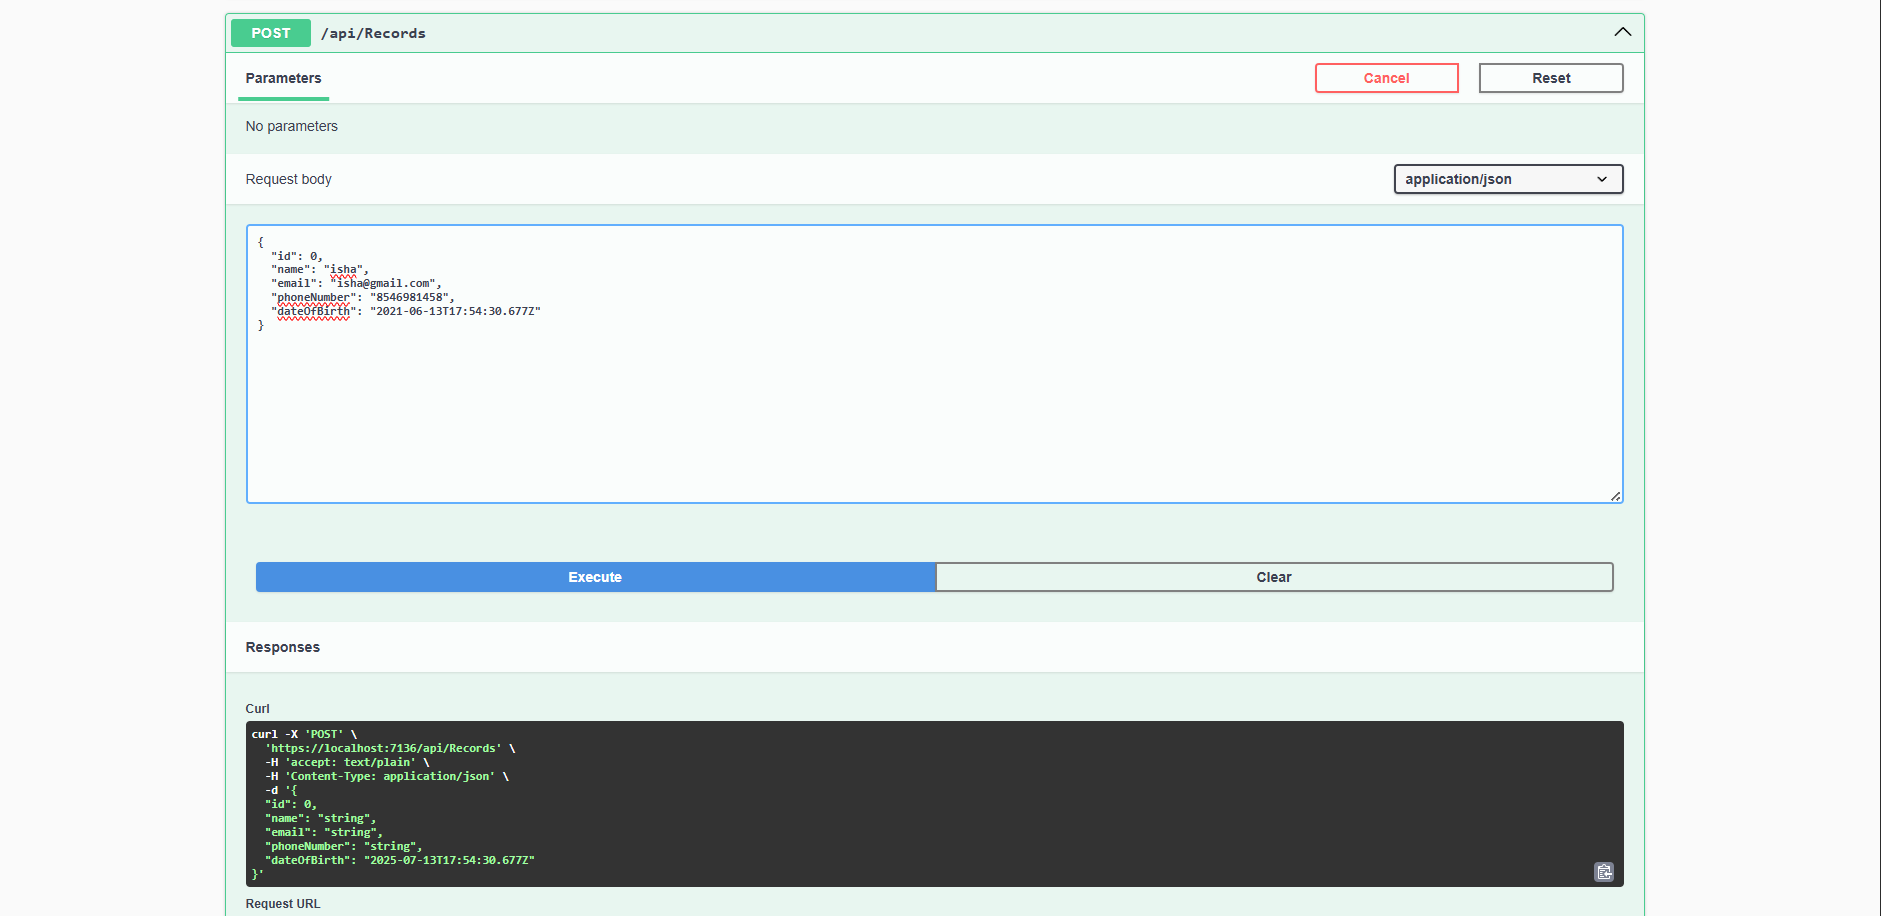 POST /api/Records
Parameters
Cancel
Reset
No parameters
Request body
application/json
{
  "id": 0,
  "name": "isha",
  "email": "isha@gmail.com",
  "phoneNumber": "8546981458",
  "dateOfBirth": "2021-06-13T17:54:30.677Z"
}
Execute
Clear
Responses
Curl
curl -X 'POST' \
  'https://localhost:7136/api/Records' \
  -H 'accept: text/plain' \
  -H 'Content-Type: application/json' \
  -d '{
  "id": 0,
  "name": "string",
  "email": "string",
  "phoneNumber": "string",
  "dateOfBirth": "2025-07-13T17:54:30.677Z"
}'
Request URL